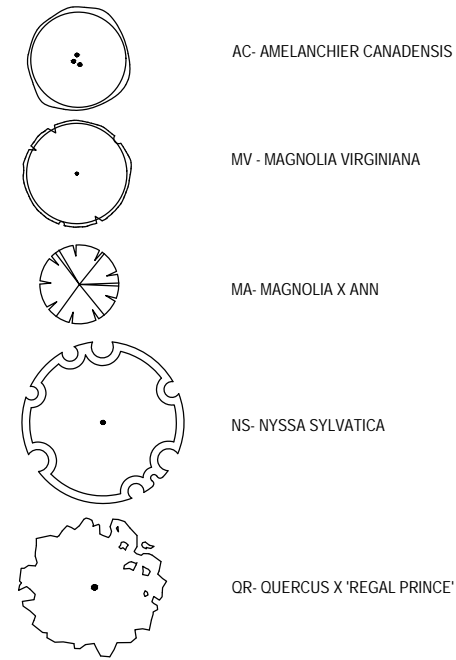 AC- AMELANCHIER CANADENSIS
MV - MAGNOLIA VIRGINIANA
MA- MAGNOLIA X ANN
NS- NYSSA SYLVATICA
QR- QUERCUS X 'REGAL PRINCE'